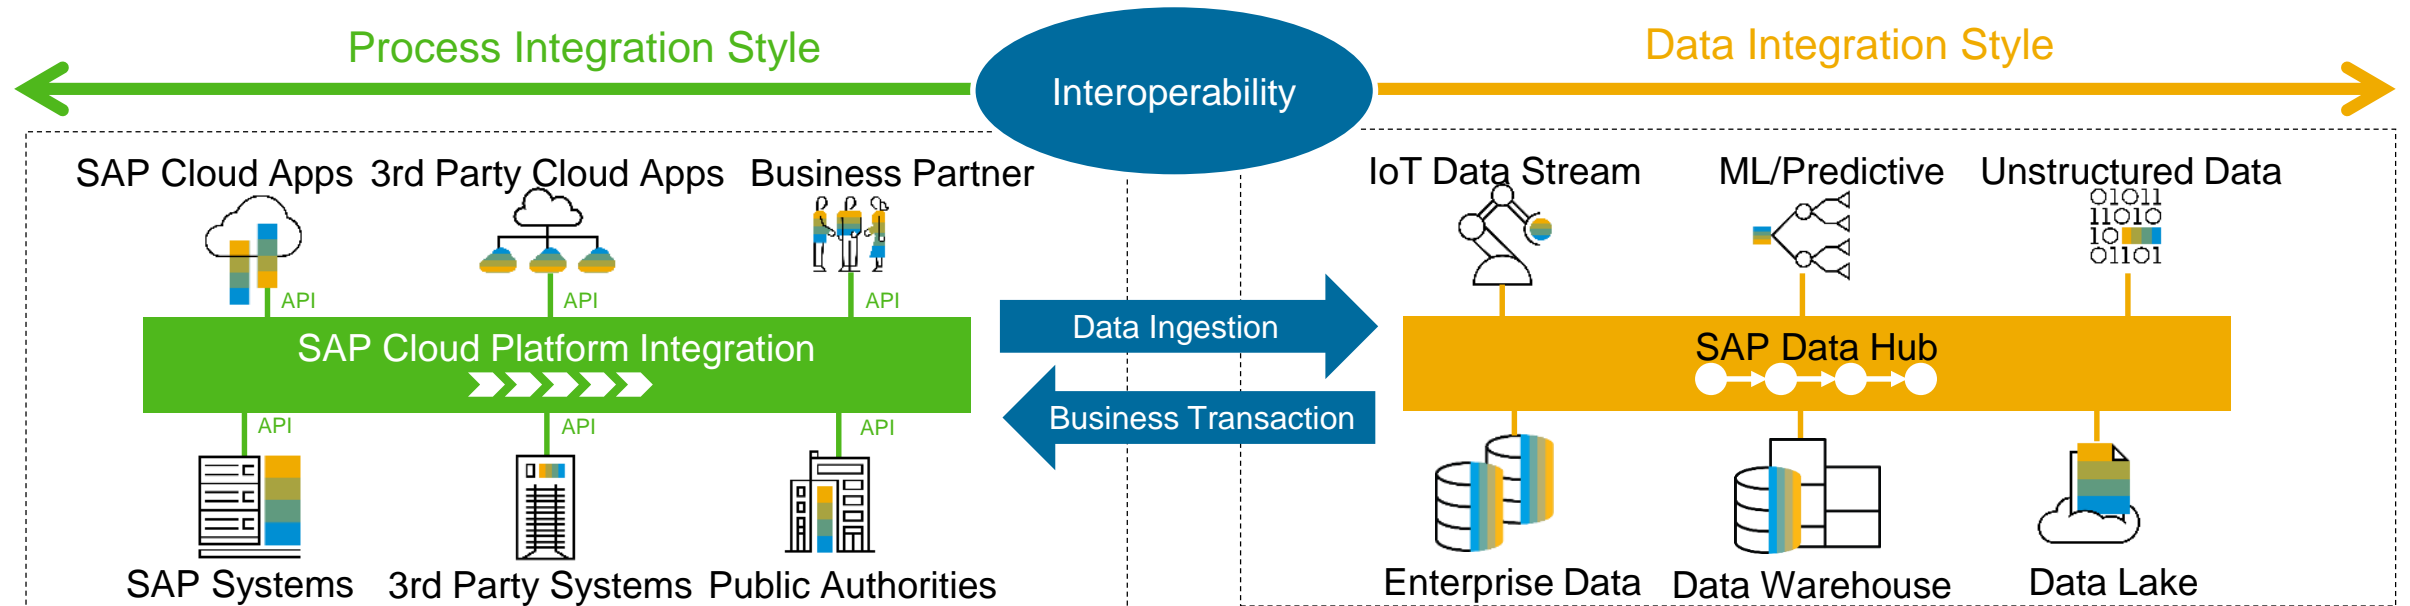 Process Integration Style
Interoperability
Data Integration Style
SAP Cloud Apps
3rd Party Cloud Apps
Business Partner
IoT Data Stream
ML/Predictive
Unstructured Data
01011
11010
10
01101
API
API
API
SAP Cloud Platform Integration
Data Ingestion
SAP Data Hub
Business Transaction
API
API
API
SAP Systems
3rd Party Systems
Public Authorities
Enterprise Data
Data Warehouse
Data Lake